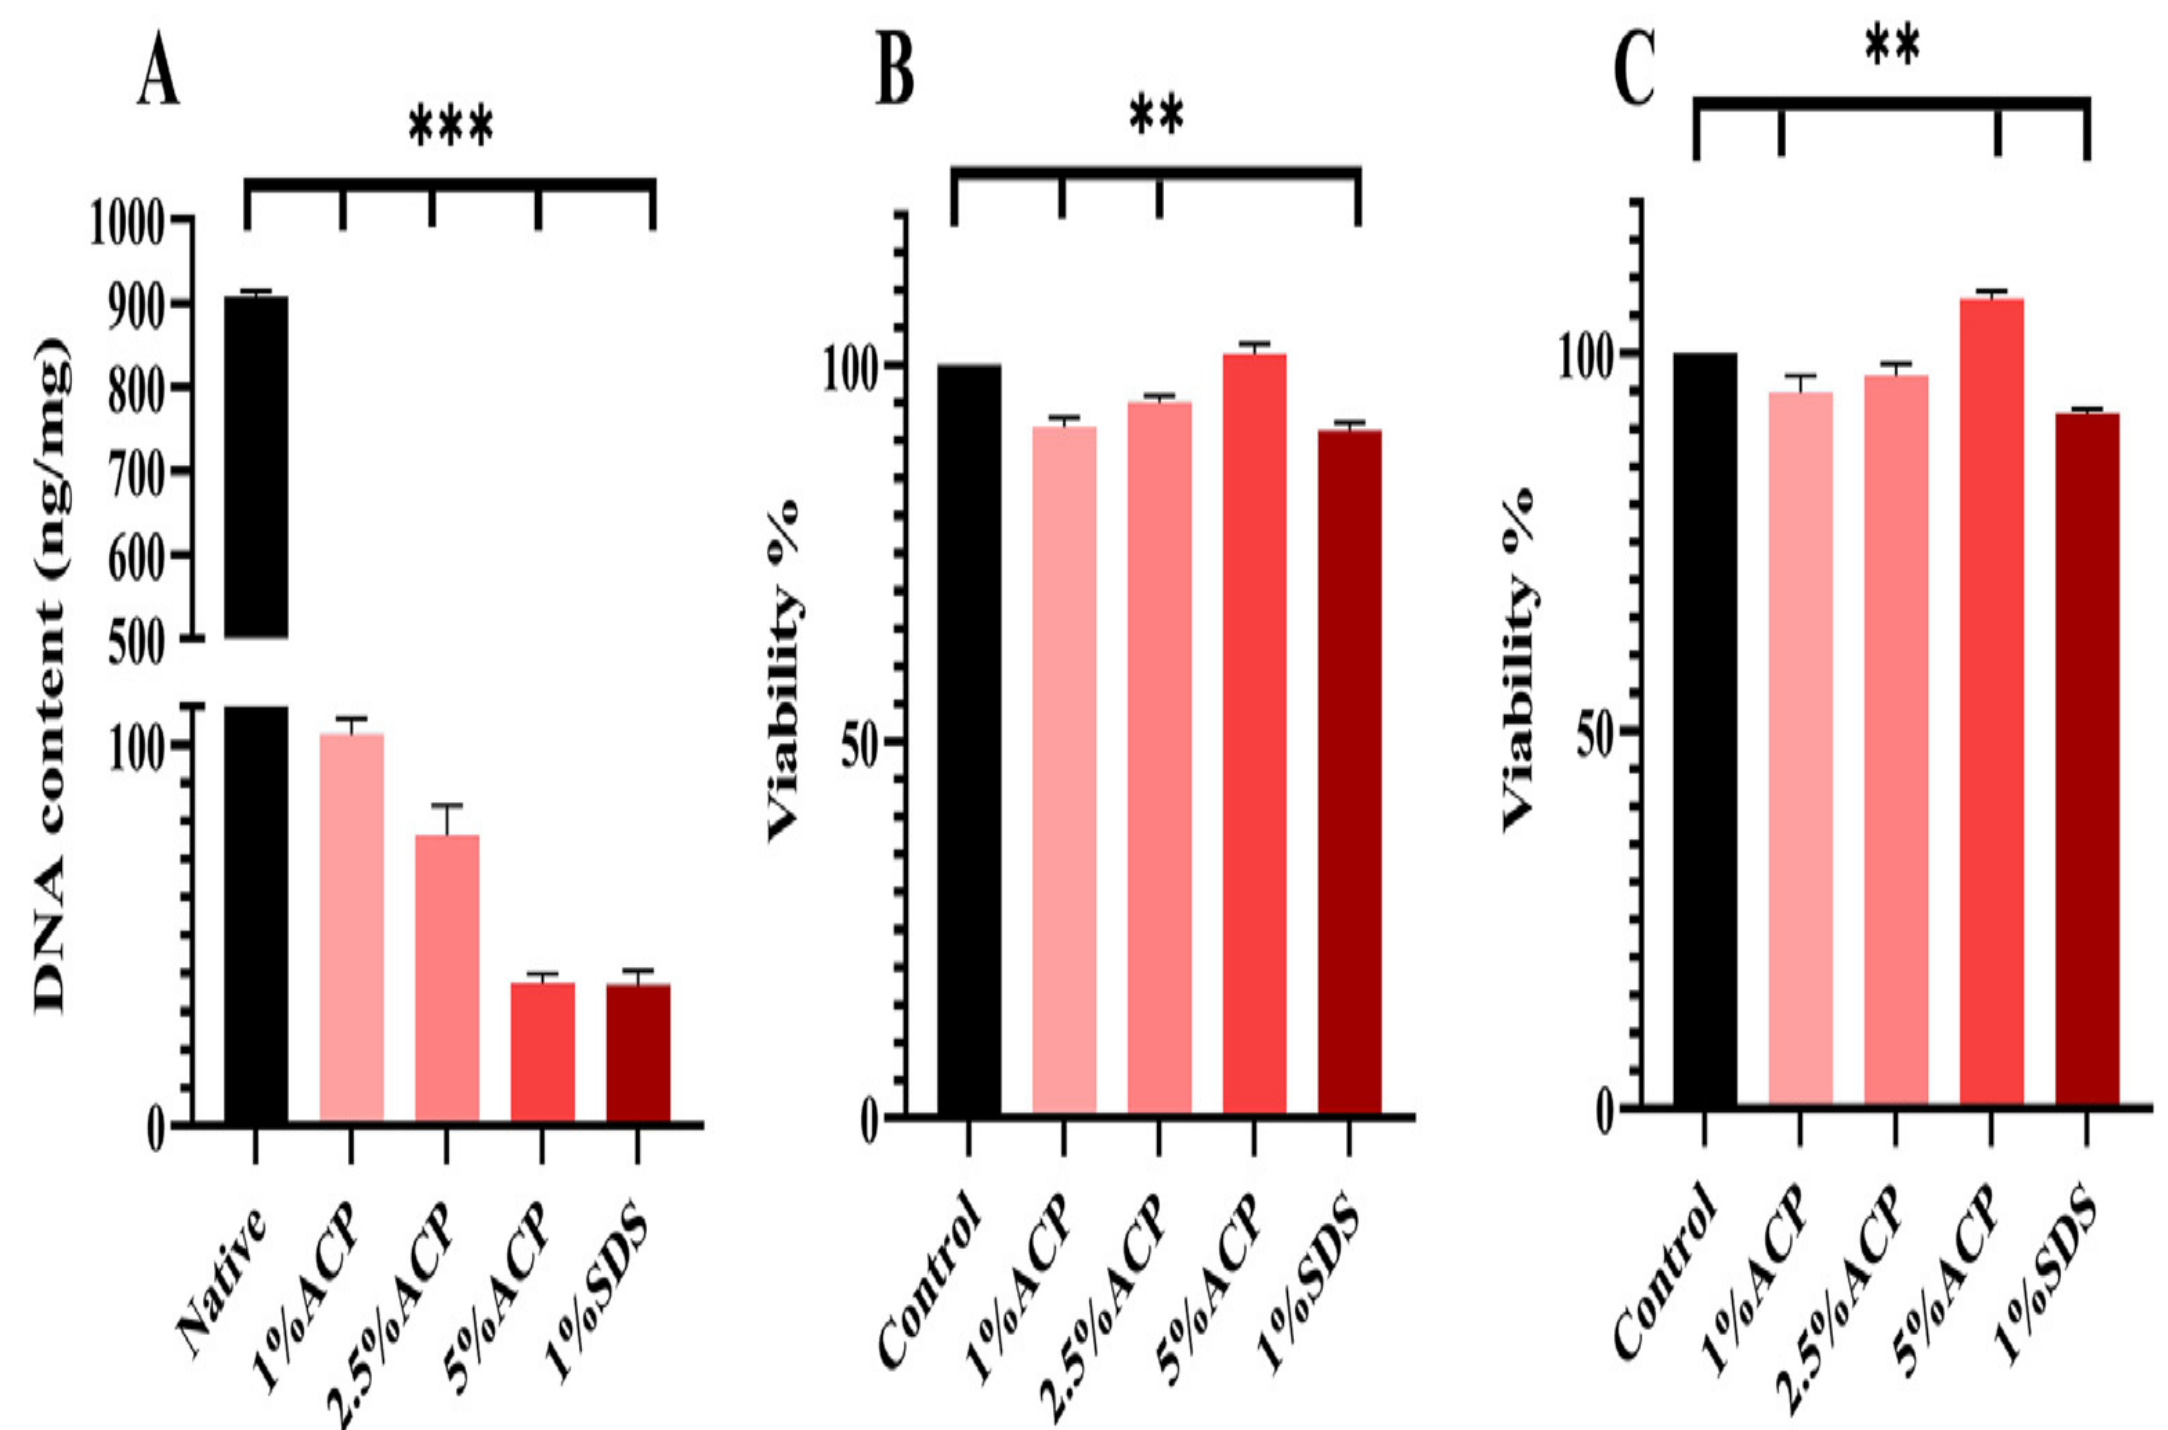 A
***
DNA content (ng/mg)
1000
900
800
700
600
500
100
0
Native
1%ACP
2.5%ACP
5%ACP
1%SDS
B
**
Viability %
100
50
0
Control
1%ACP
2.5%ACP
5%ACP
1%SDS
C
**
Viability %
100
50
0
Control
1%ACP
2.5%ACP
5%ACP
1%SDS